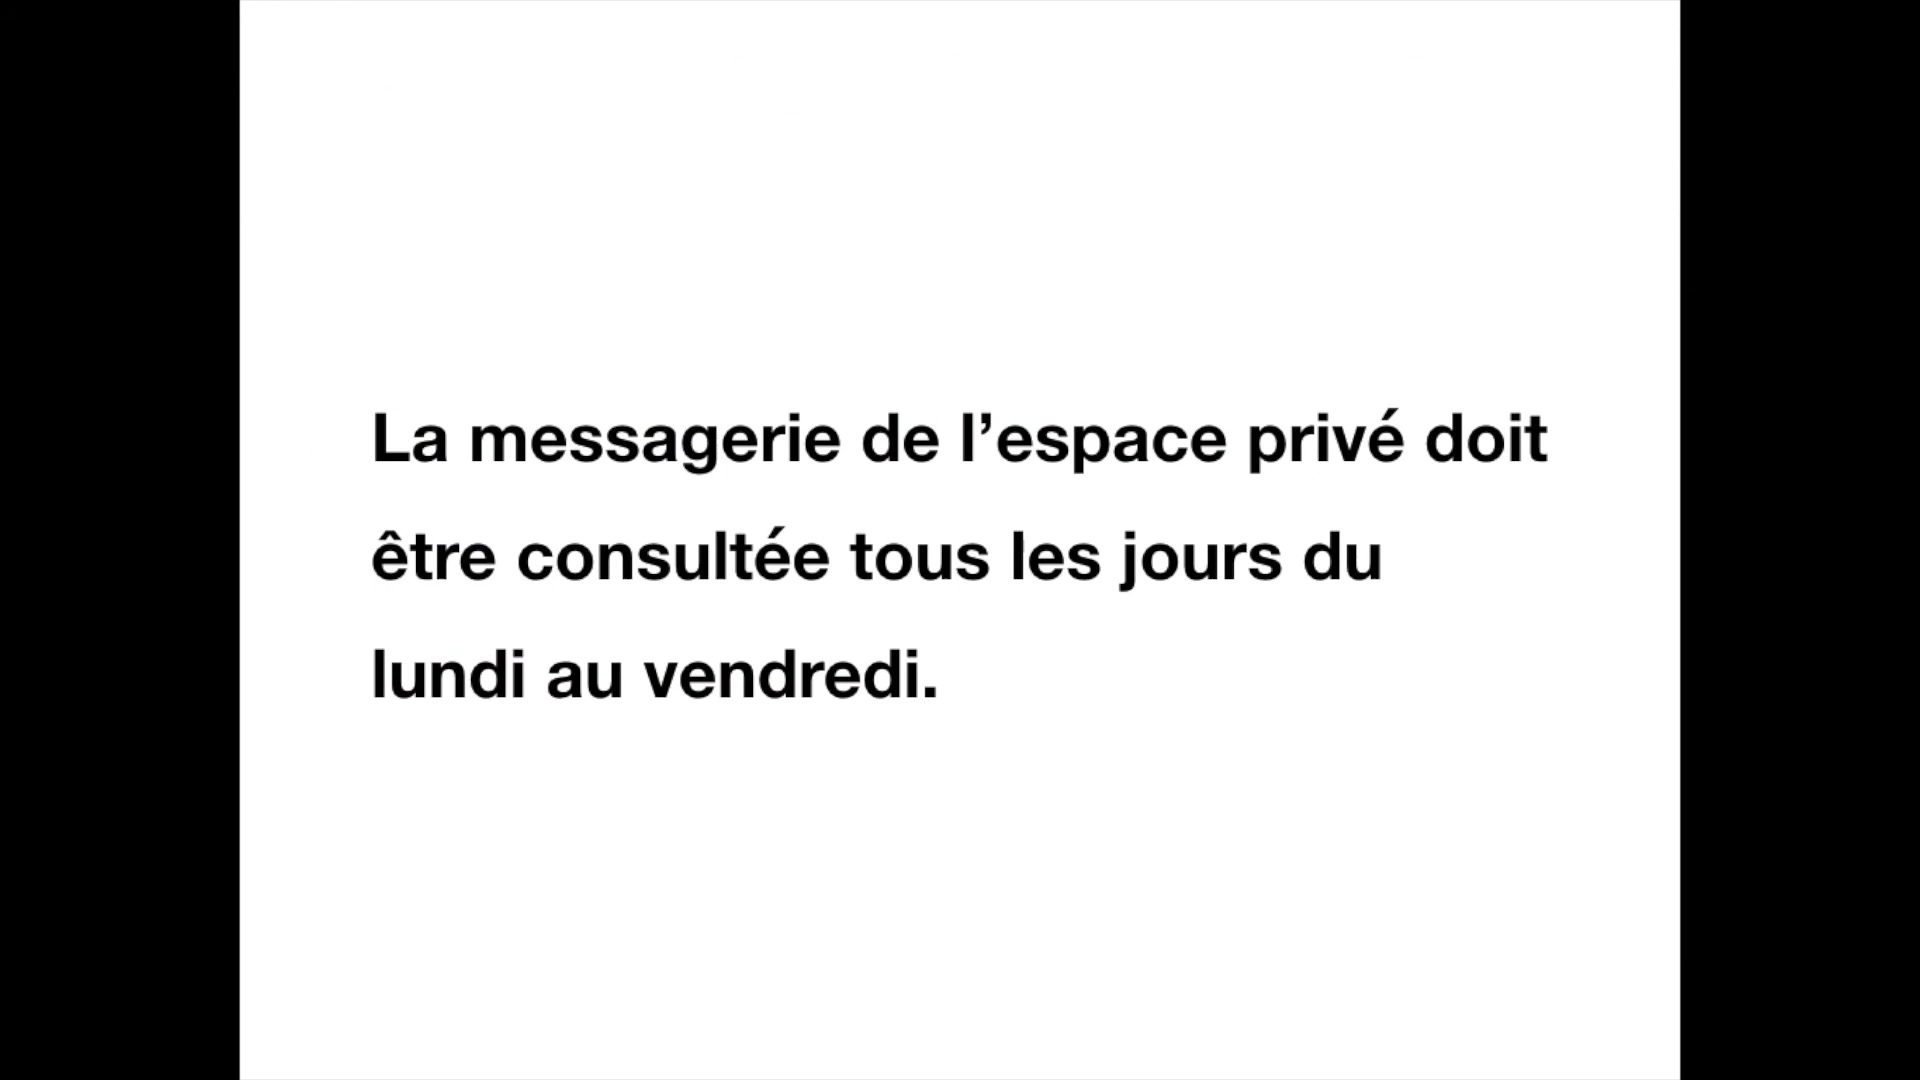 La messagerie de l’espace privé doit
être consultée tous les jours du
lundi au vendredi.